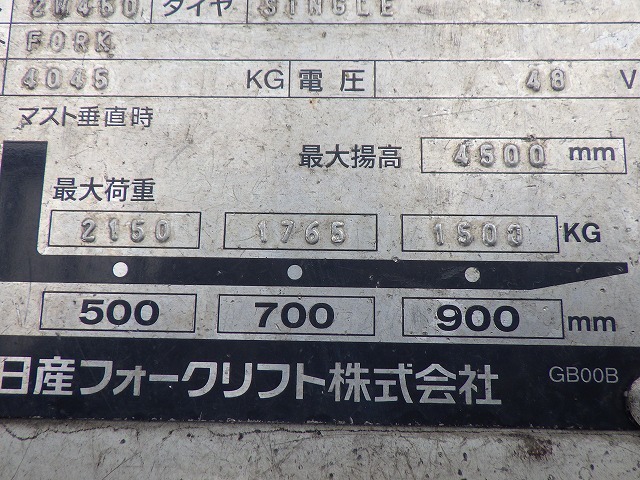 2W450 タイヤ SINGLE
FORK
4045 KG 電圧 48 V
マスト垂直時
最大揚高 4500 mm
最大荷重
2150 1765 1500 KG
500 700 900 mm
日産フォークリフト株式会社 GB00B